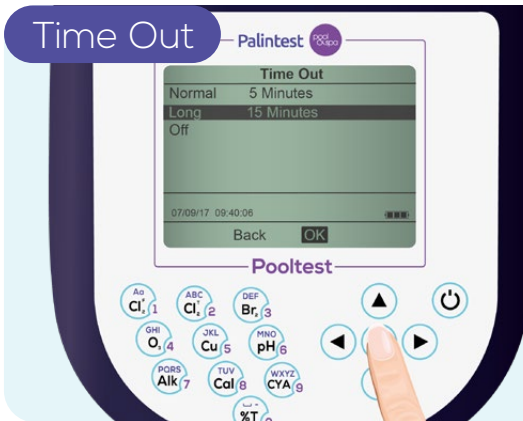 Time Out
Palintest pool expo
Time Out
Normal 5 Minutes
Long 15 Minutes
Off
07/09/17 09:40:06
Back OK
Pooltest
Aa ABC DEF
Cl₂ 1 Cl₂ 2 Br₂ 3
GHI JKL MNO
O₃ 4 Cu 5 pH 6
PQRS TUV WXYZ
Alk 7 Cal 8 CYA 9
%T